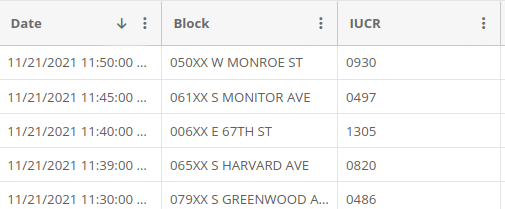 Date Block IUCR
11/21/2021 11:50:00 ... 050XX W MONROE ST 0930
11/21/2021 11:45:00 ... 061XX S MONITOR AVE 0497
11/21/2021 11:40:00 ... 006XX E 67TH ST 1305
11/21/2021 11:39:00 ... 065XX S HARVARD AVE 0820
11/21/2021 11:30:00 ... 079XX S GREENWOOD A... 0486